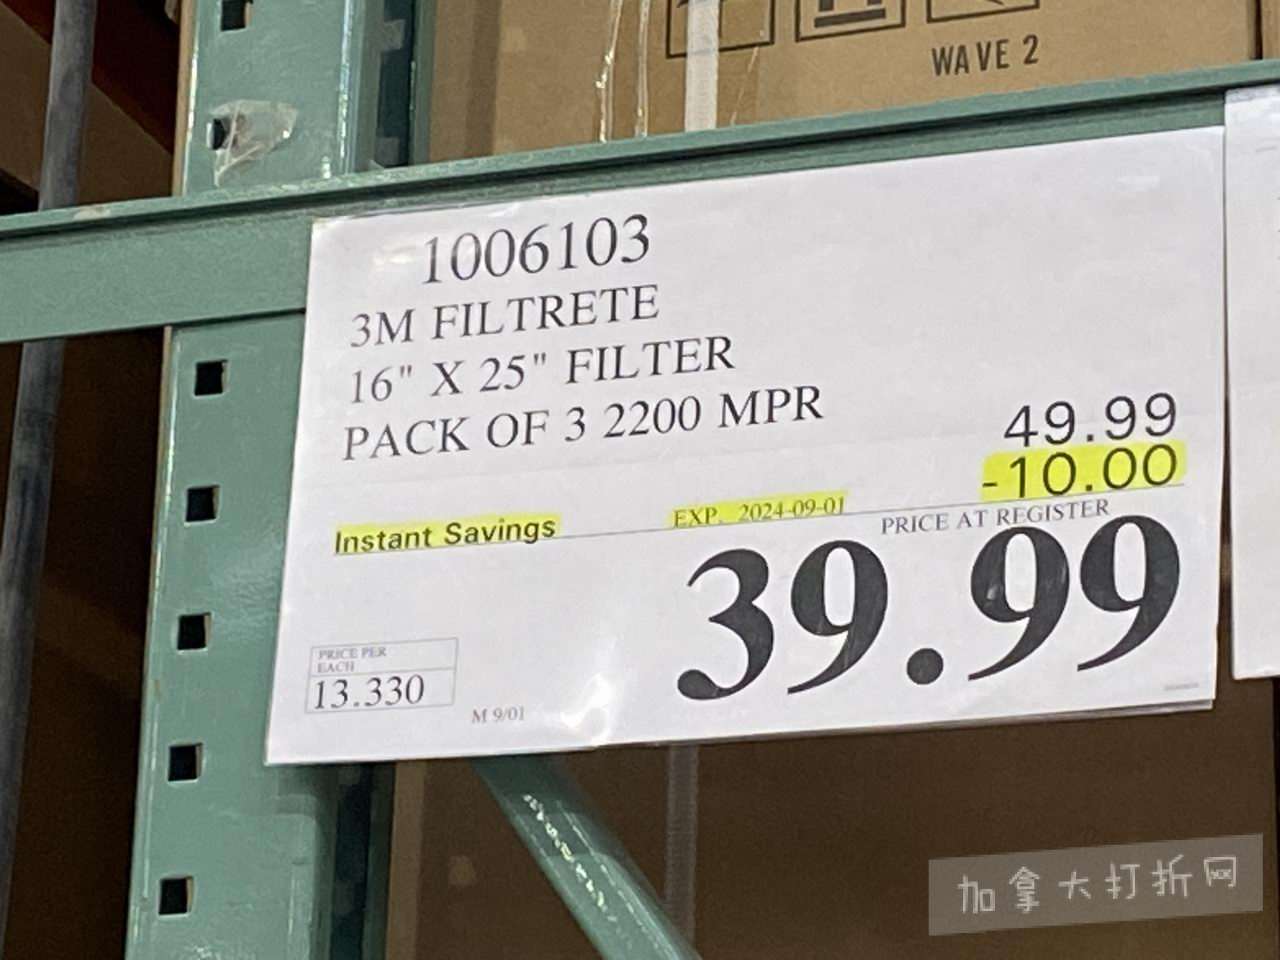 WAVE 2
1006103
3M FILTRETE
16" X 25" FILTER
PACK OF 3 2200 MPR
49.99
-10.00
Instant Savings
EXP. 2024-09-01
PRICE AT REGISTER
39.99
PRICE PER
EACH
13.330
M 9/01
加拿大打折网